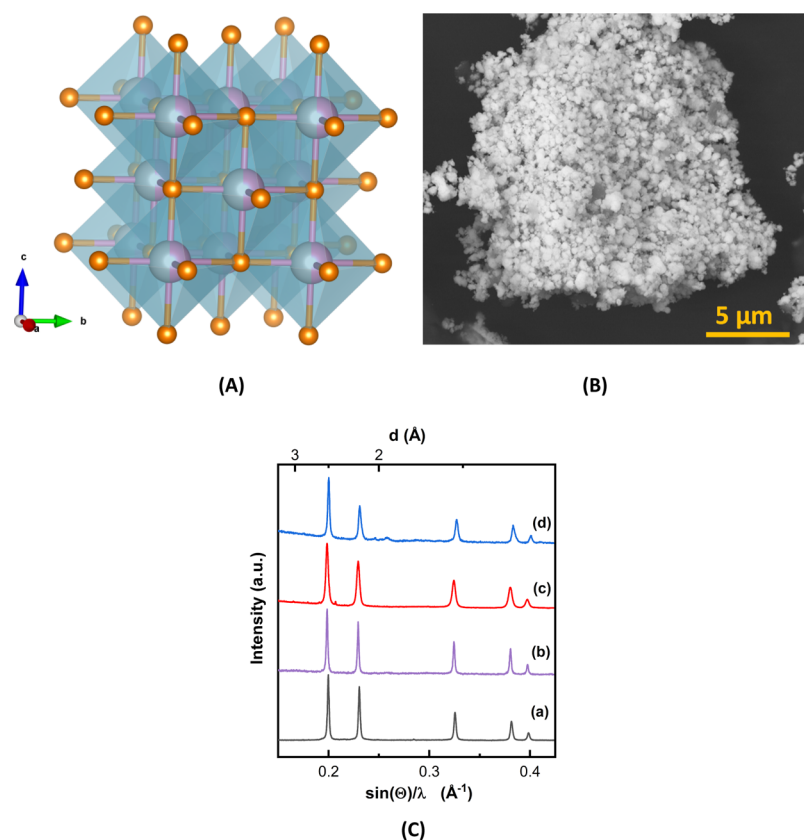 c
a
b
5 μm
(A)
(B)
d (Å)
3
2
(d)
(c)
(b)
(a)
Intensity (a.u.)
0.2
0.3
0.4
sin(Θ)/λ (Å-1)
(C)